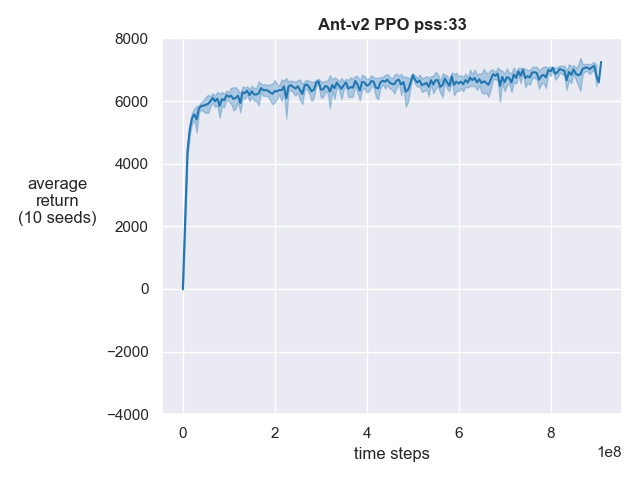 Ant-v2 PPO pss:33
8000
6000
4000
2000
0
−2000
−4000
average
return
(10 seeds)
0 2 4 6 8
1e8
time steps